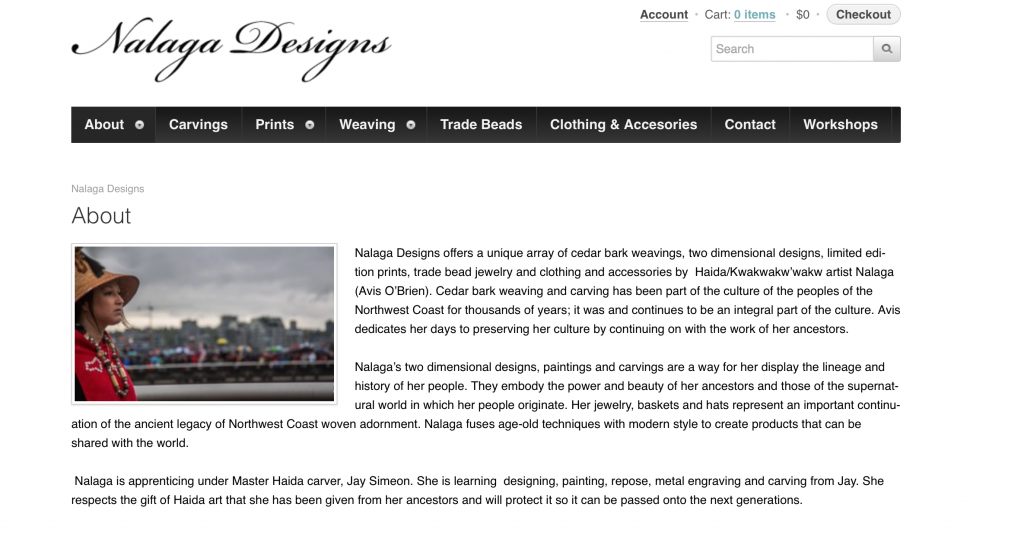 Nalaga Designs
Account · Cart: 0 items · $0 · Checkout
Search
About Carvings Prints Weaving Trade Beads Clothing & Accesories Contact Workshops
Nalaga Designs
About
Nalaga Designs offers a unique array of cedar bark weavings, two dimensional designs, limited edi-
tion prints, trade bead jewelry and clothing and accessories by  Haida/Kwakwakw'wakw artist Nalaga
(Avis O'Brien). Cedar bark weaving and carving has been part of the culture of the peoples of the
Northwest Coast for thousands of years; it was and continues to be an integral part of the culture. Avis
dedicates her days to preserving her culture by continuing on with the work of her ancestors.
Nalaga's two dimensional designs, paintings and carvings are a way for her display the lineage and
history of her people. They embody the power and beauty of her ancestors and those of the supernat-
ural world in which her people originate. Her jewelry, baskets and hats represent an important continu-
ation of the ancient legacy of Northwest Coast woven adornment. Nalaga fuses age-old techniques with modern style to create products that can be
shared with the world.
Nalaga is apprenticing under Master Haida carver, Jay Simeon. She is learning  designing, painting, repose, metal engraving and carving from Jay. She
respects the gift of Haida art that she has been given from her ancestors and will protect it so it can be passed onto the next generations.